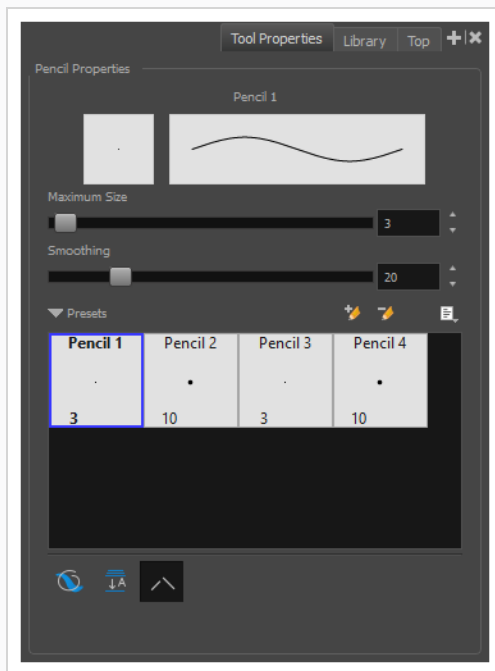 Tool Properties Library Top
Pencil Properties
Pencil 1
Maximum Size
3
Smoothing
20
Presets
Pencil 1 Pencil 2 Pencil 3 Pencil 4
3 10 3 10
A